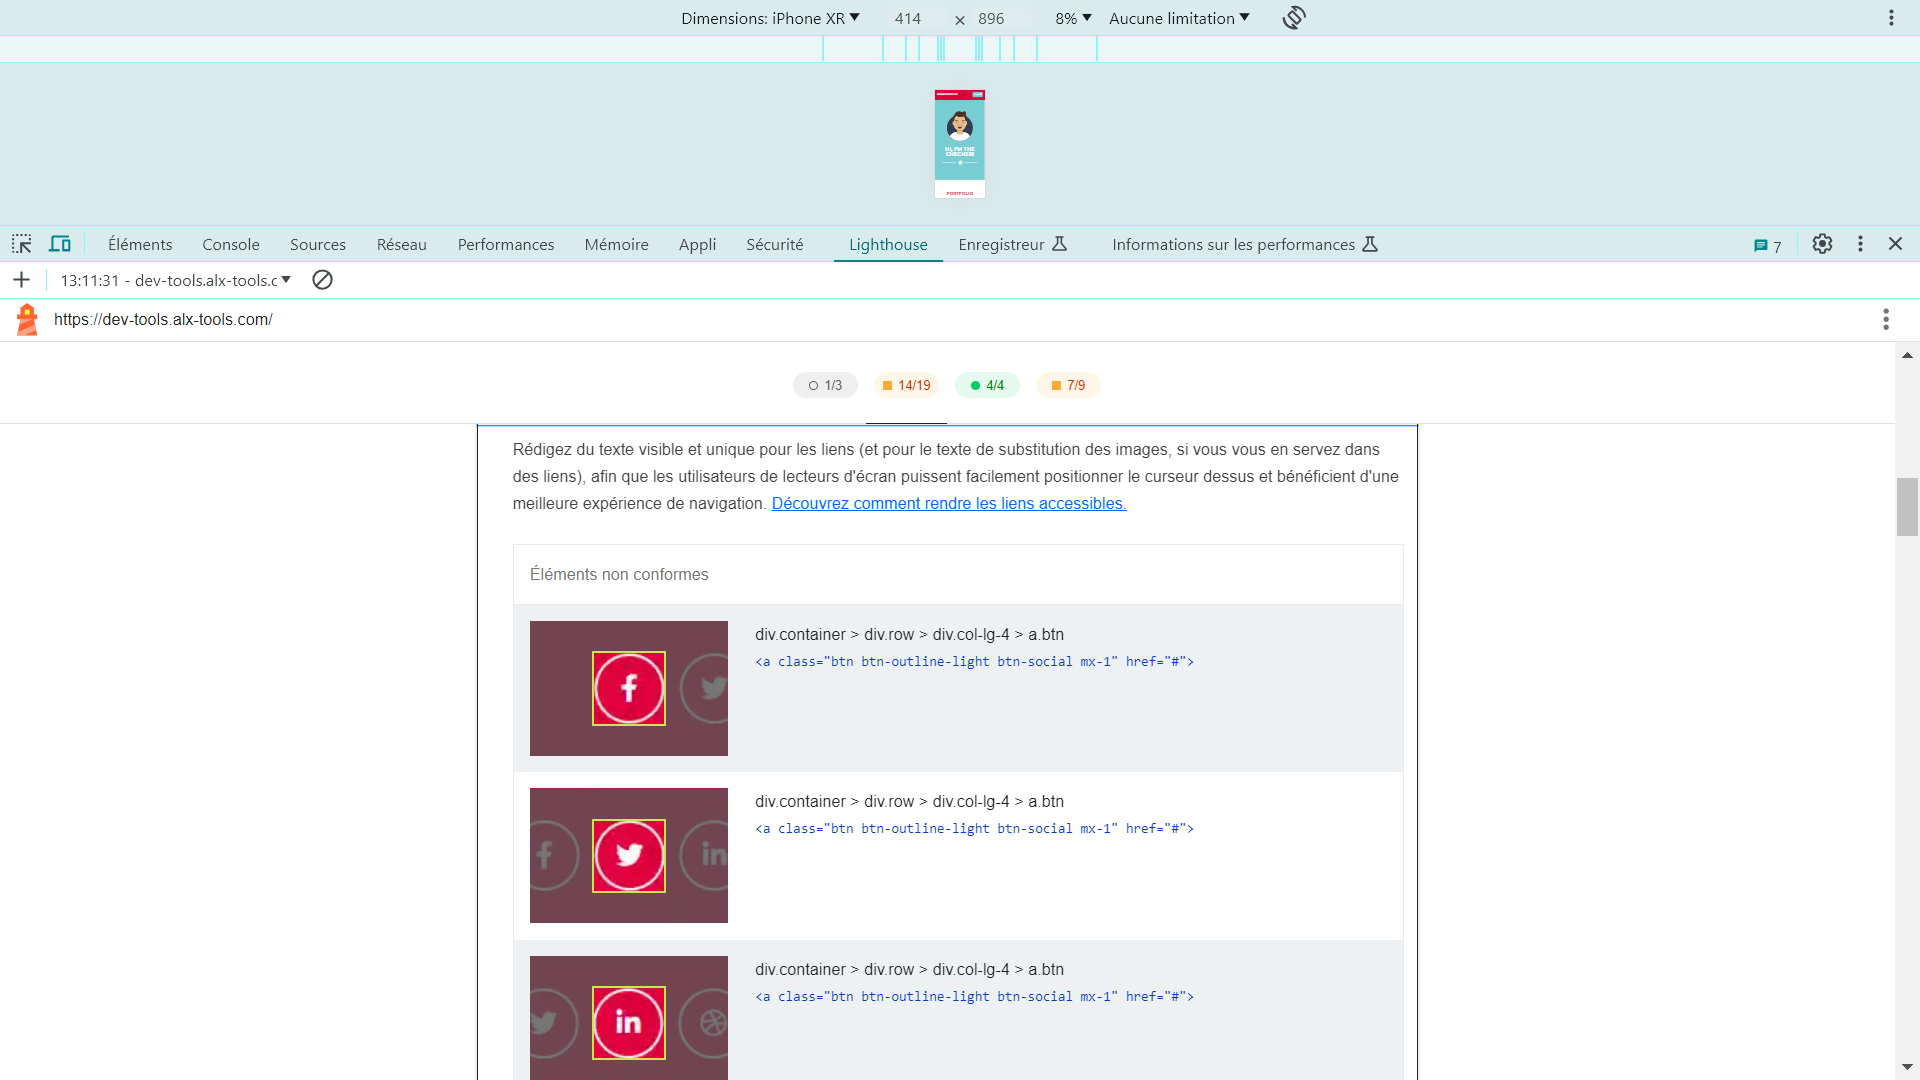 Dimensions: iPhone XR 414 × 896 8% Aucune limitation
HI, I'M THE
CHECKER!
PORTFOLIO
Éléments Console Sources Réseau Performances Mémoire Appli Sécurité Lighthouse Enregistreur Informations sur les performances 7
13:11:31 - dev-tools.alx-tools.c
https://dev-tools.alx-tools.com/
1/3 14/19 4/4 7/9
Rédigez du texte visible et unique pour les liens (et pour le texte de substitution des images, si vous vous en servez dans
des liens), afin que les utilisateurs de lecteurs d'écran puissent facilement positionner le curseur dessus et bénéficient d'une
meilleure expérience de navigation. Découvrez comment rendre les liens accessibles.
Éléments non conformes
div.container > div.row > div.col-lg-4 > a.btn
<a class="btn btn-outline-light btn-social mx-1" href="#">
div.container > div.row > div.col-lg-4 > a.btn
<a class="btn btn-outline-light btn-social mx-1" href="#">
div.container > div.row > div.col-lg-4 > a.btn
<a class="btn btn-outline-light btn-social mx-1" href="#">